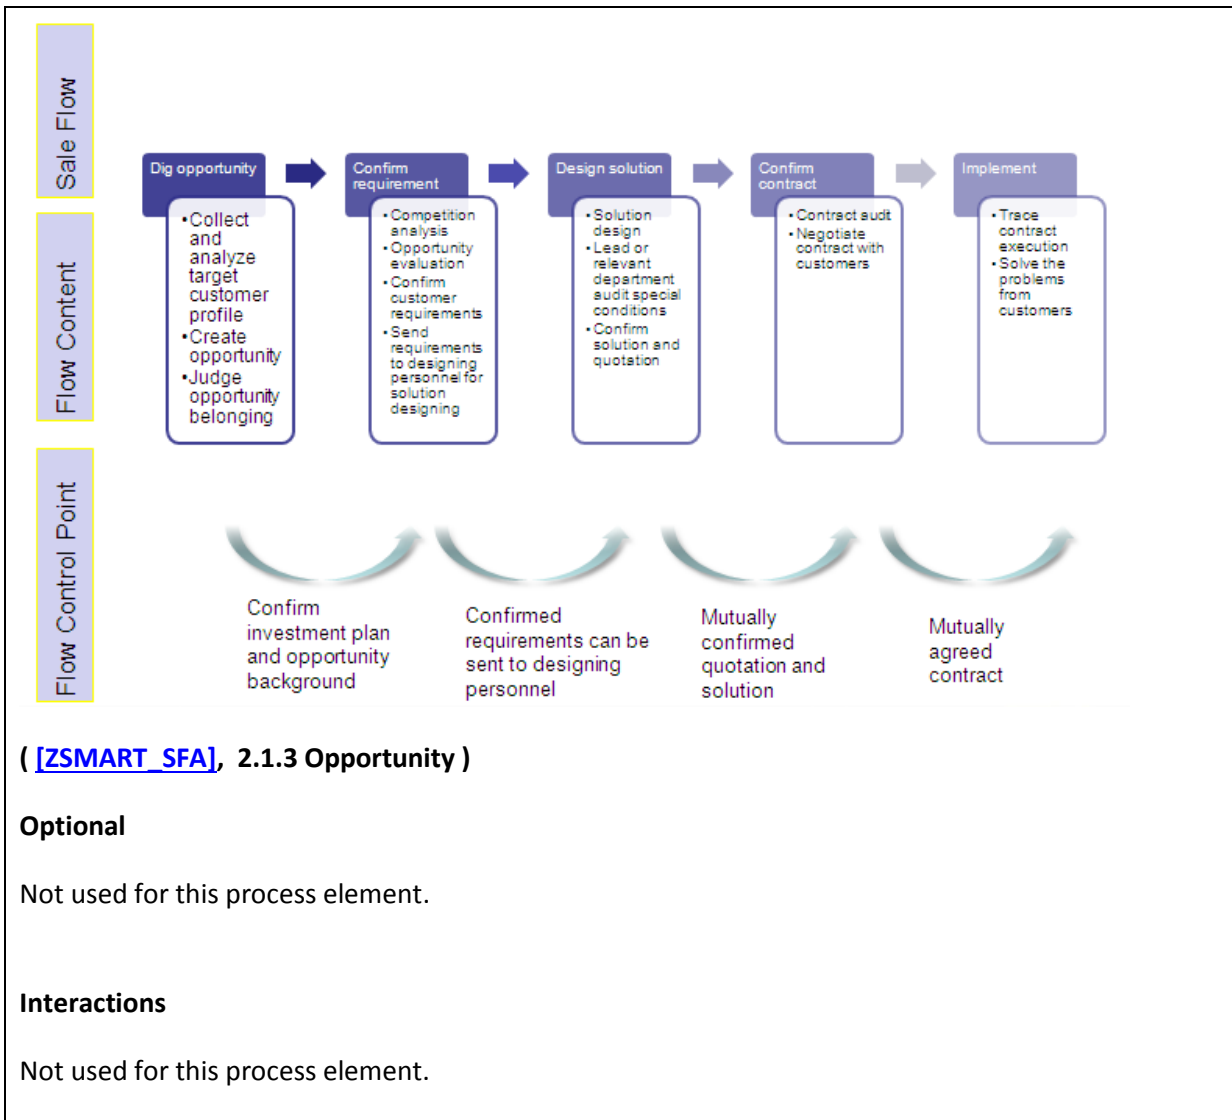 Sale Flow
Dig opportunity
Confirm
requirement
Design solution
Confirm
contract
Implement
Flow Content
•Collect
and
analyze
target
customer
profile
•Create
opportunity
•Judge
opportunity
belonging
• Competition
analysis
• Opportunity
evaluation
• Confirm
customer
requirements
• Send
requirements
to designing
personnel for
solution
designing
• Solution
design
• Lead or
relevant
department
audit special
conditions
• Confirm
solution and
quotation
• Contract audit
• Negotiate
contract with
customers
• Trace
contract
execution
• Solve the
problems
from
customers
Flow Control Point
Confirm
investment plan
and opportunity
background
Confirmed
requirements can be
sent to designing
personnel
Mutually
confirmed
quotation and
solution
Mutually
agreed
contract
( [ZSMART_SFA], 2.1.3 Opportunity )
Optional
Not used for this process element.
Interactions
Not used for this process element.